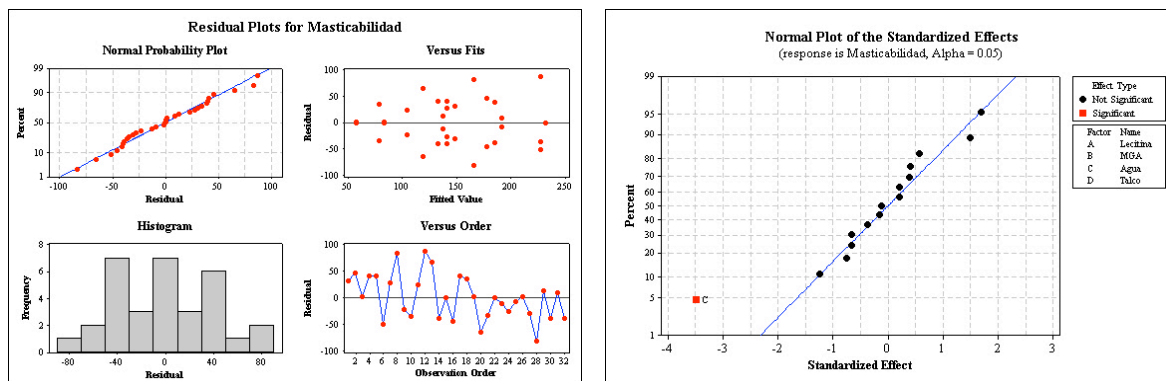 Residual Plots for Masticabilidad
Normal Probability Plot
99
90
50
10
1
Percent
-100 -50 0 50 100
Residual
Versus Fits
100
50
0
-50
-100
Residual
50 100 150 200 250
Fitted Value
Histogram
8
6
4
2
0
Frequency
-80 -40 0 40 80
Residual
Versus Order
100
50
0
-50
-100
Residual
2 4 6 8 10 12 14 16 18 20 22 24 26 28 30 32
Observation Order
Normal Plot of the Standardized Effects
(response is Masticabilidad, Alpha = 0.05)
99
95
90
80
70
60
50
40
30
20
10
5
1
Percent
C
-4 -3 -2 -1 0 1 2 3
Standardized Effect
Effect Type
Not Significant
Significant
Factor Name
A Lecitina
B MGA
C Agua
D Talco